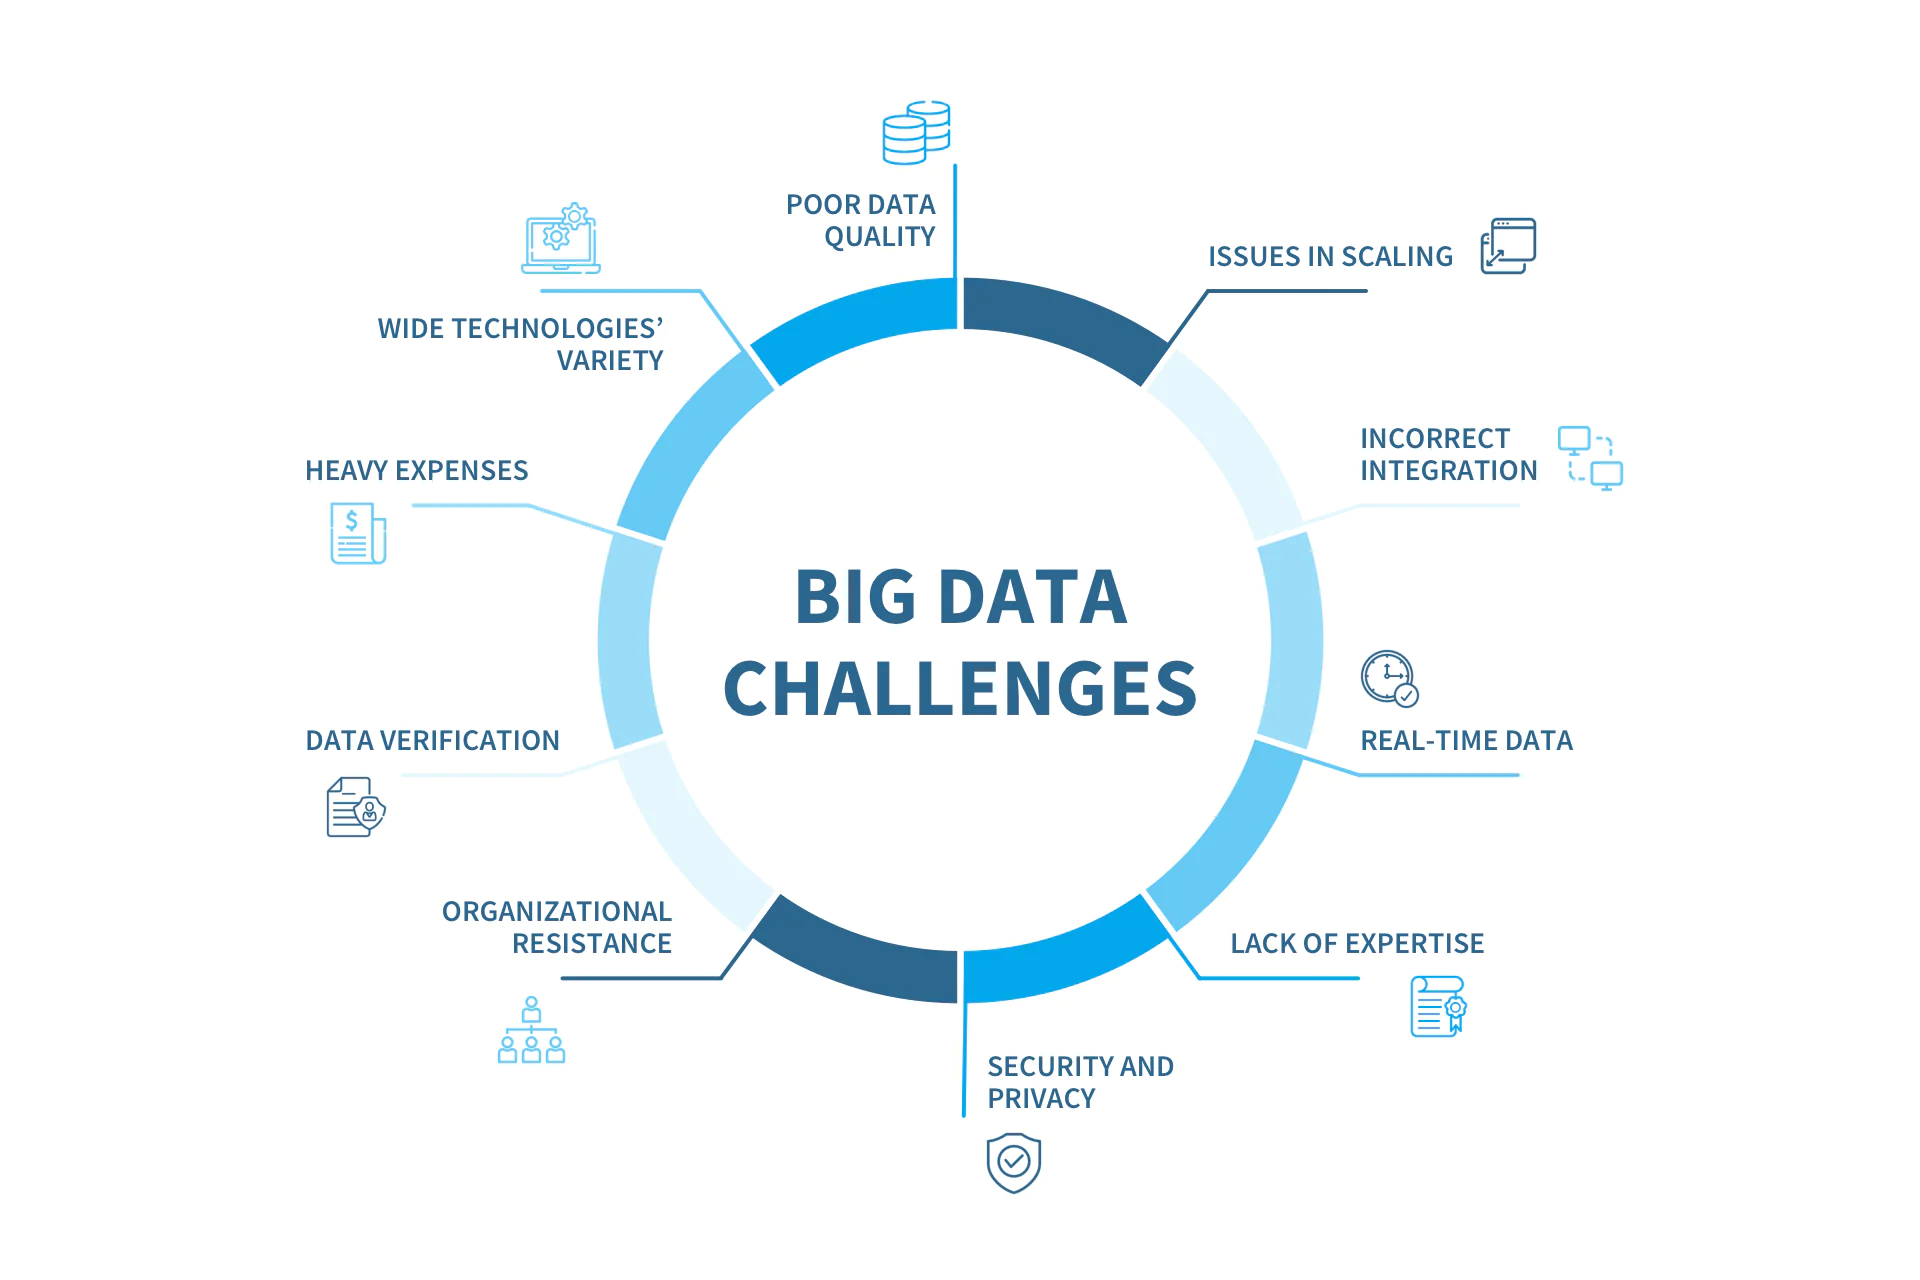 POOR DATA
QUALITY
ISSUES IN SCALING
WIDE TECHNOLOGIES’
VARIETY
INCORRECT
INTEGRATION
HEAVY EXPENSES
$
BIG DATA
CHALLENGES
REAL-TIME DATA
DATA VERIFICATION
ORGANIZATIONAL
RESISTANCE
LACK OF EXPERTISE
SECURITY AND
PRIVACY